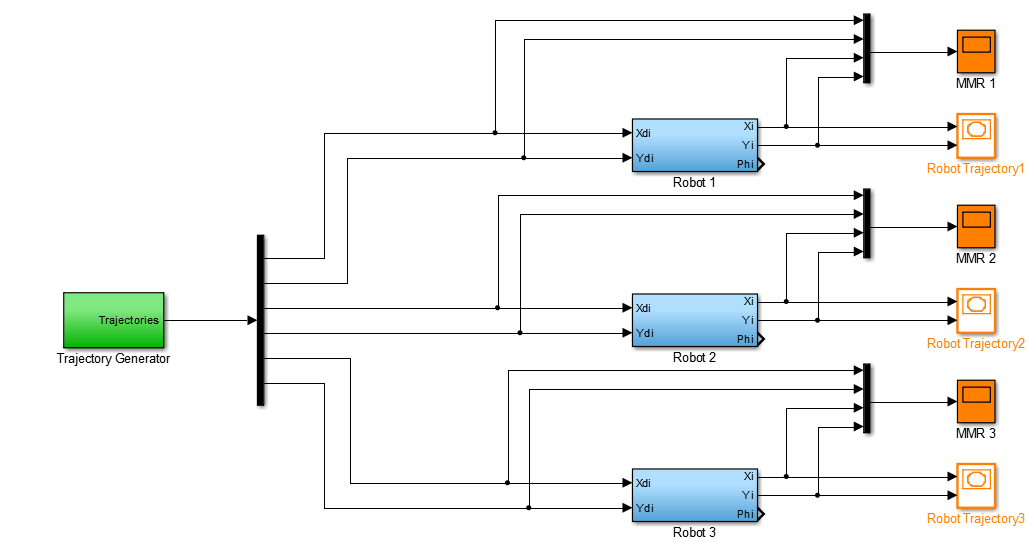 MMR 1
Xdi
Ydi
Xi
Yi
Phi
Robot 1
Robot Trajectory1
Trajectories
Trajectory Generator
MMR 2
Xdi
Ydi
Xi
Yi
Phi
Robot 2
Robot Trajectory2
MMR 3
Xdi
Ydi
Xi
Yi
Phi
Robot 3
Robot Trajectory3